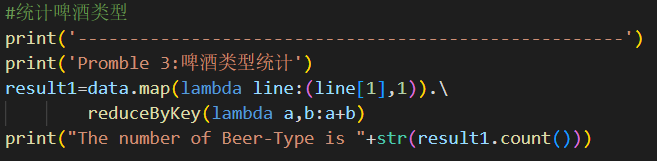 #统计啤酒类型
print('-------------------------------------------------------')
print('Promble 3:啤酒类型统计')
result1=data.map(lambda line:(line[1],1)).\
        reduceByKey(lambda a,b:a+b)
print("The number of Beer-Type is "+str(result1.count()))